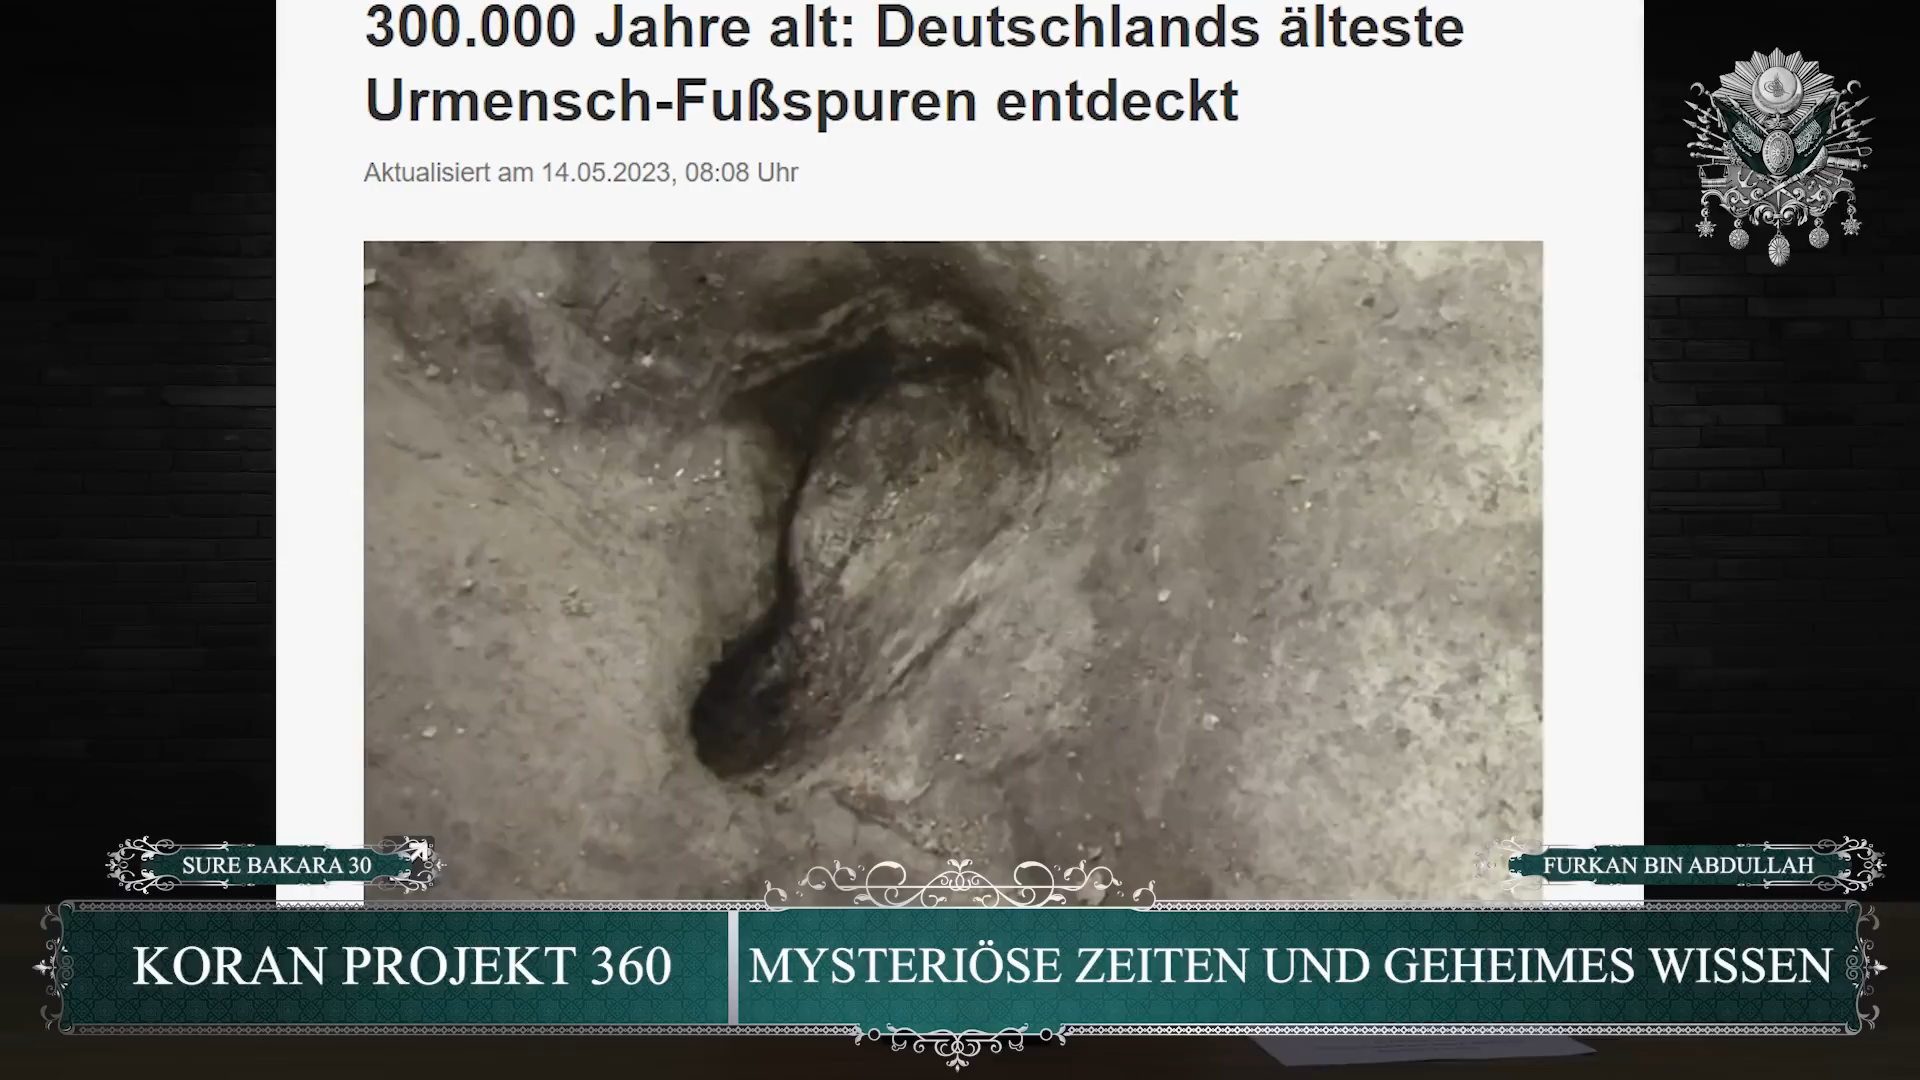 300.000 Jahre alt: Deutschlands älteste
Urmensch-Fußspuren entdeckt
Aktualisiert am 14.05.2023, 08:08 Uhr
SURE BAKARA 30
FURKAN BIN ABDULLAH
KORAN PROJEKT 360
MYSTERIÖSE ZEITEN UND GEHEIMES WISSEN